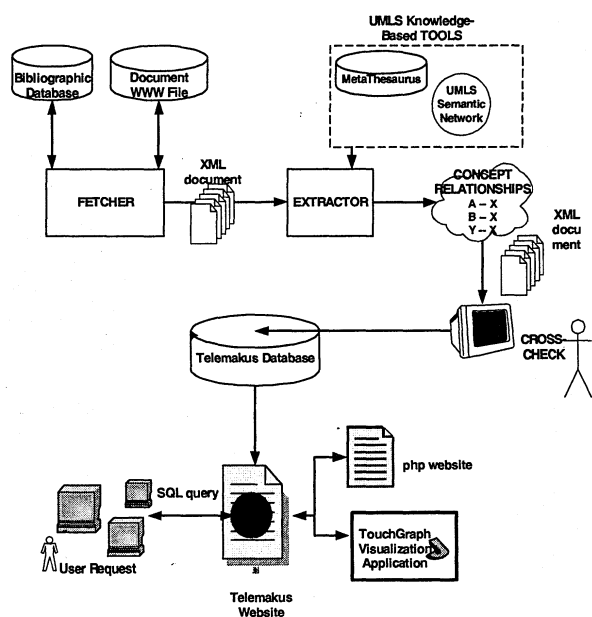 UMLS Knowledge-
Based TOOLS
Bibliographic
Database
Document
WWW File
MetaThesaurus
UMLS
Semantic
Network
XML
document
FETCHER
EXTRACTOR
CONCEPT
RELATIONSHIPS
A -- X
B -- X
Y -- X
XML
docu
ment
Telemakus Database
CROSS-
CHECK
php website
SQL query
TouchGraph
Visualization
Application
User Request
Telemakus
Website